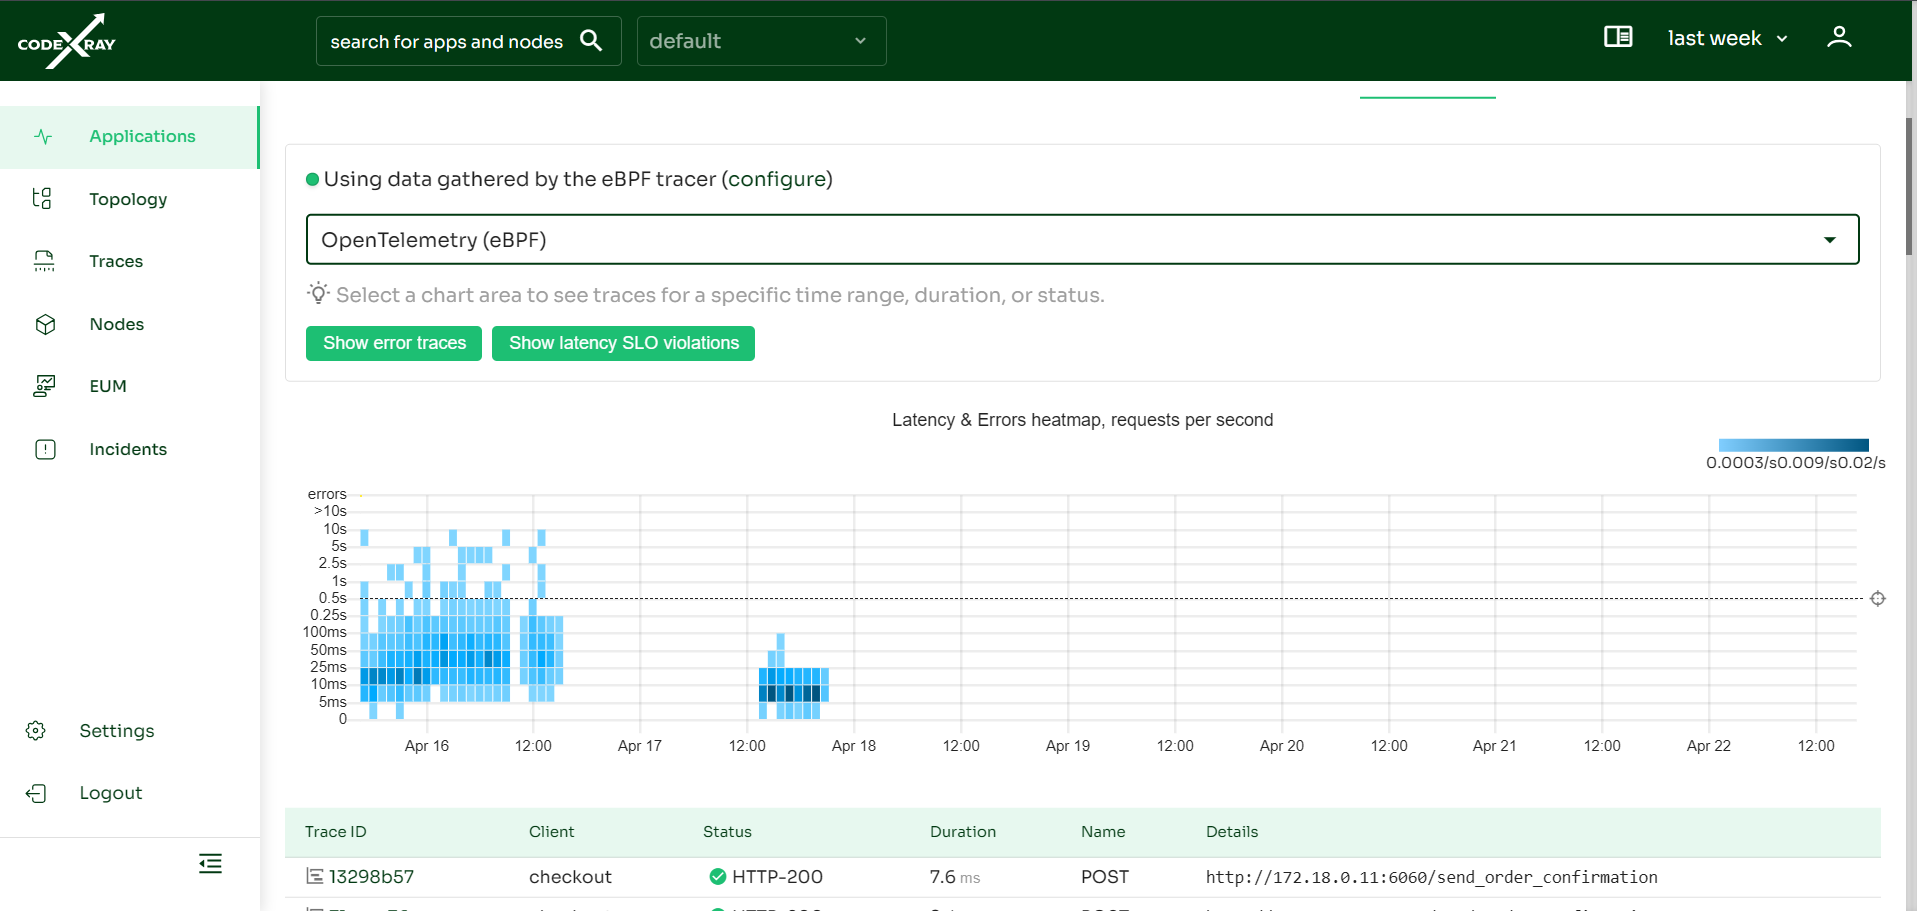 CODE X RAY
search for apps and nodes
default
last week
Applications
Topology
Traces
Nodes
EUM
Incidents
Settings
Logout
Using data gathered by the eBPF tracer (configure)
OpenTelemetry (eBPF)
Select a chart area to see traces for a specific time range, duration, or status.
Show error traces
Show latency SLO violations
Latency & Errors heatmap, requests per second
0.0003/s0.009/s0.02/s
errors
>10s
10s
5s
2.5s
1s
0.5s
0.25s
100ms
50ms
25ms
10ms
5ms
0
Apr 16 12:00 Apr 17 12:00 Apr 18 12:00 Apr 19 12:00 Apr 20 12:00 Apr 21 12:00 Apr 22 12:00
Trace ID Client Status Duration Name Details
13298b57 checkout HTTP-200 7.6 ms POST http://172.18.0.11:6060/send_order_confirmation